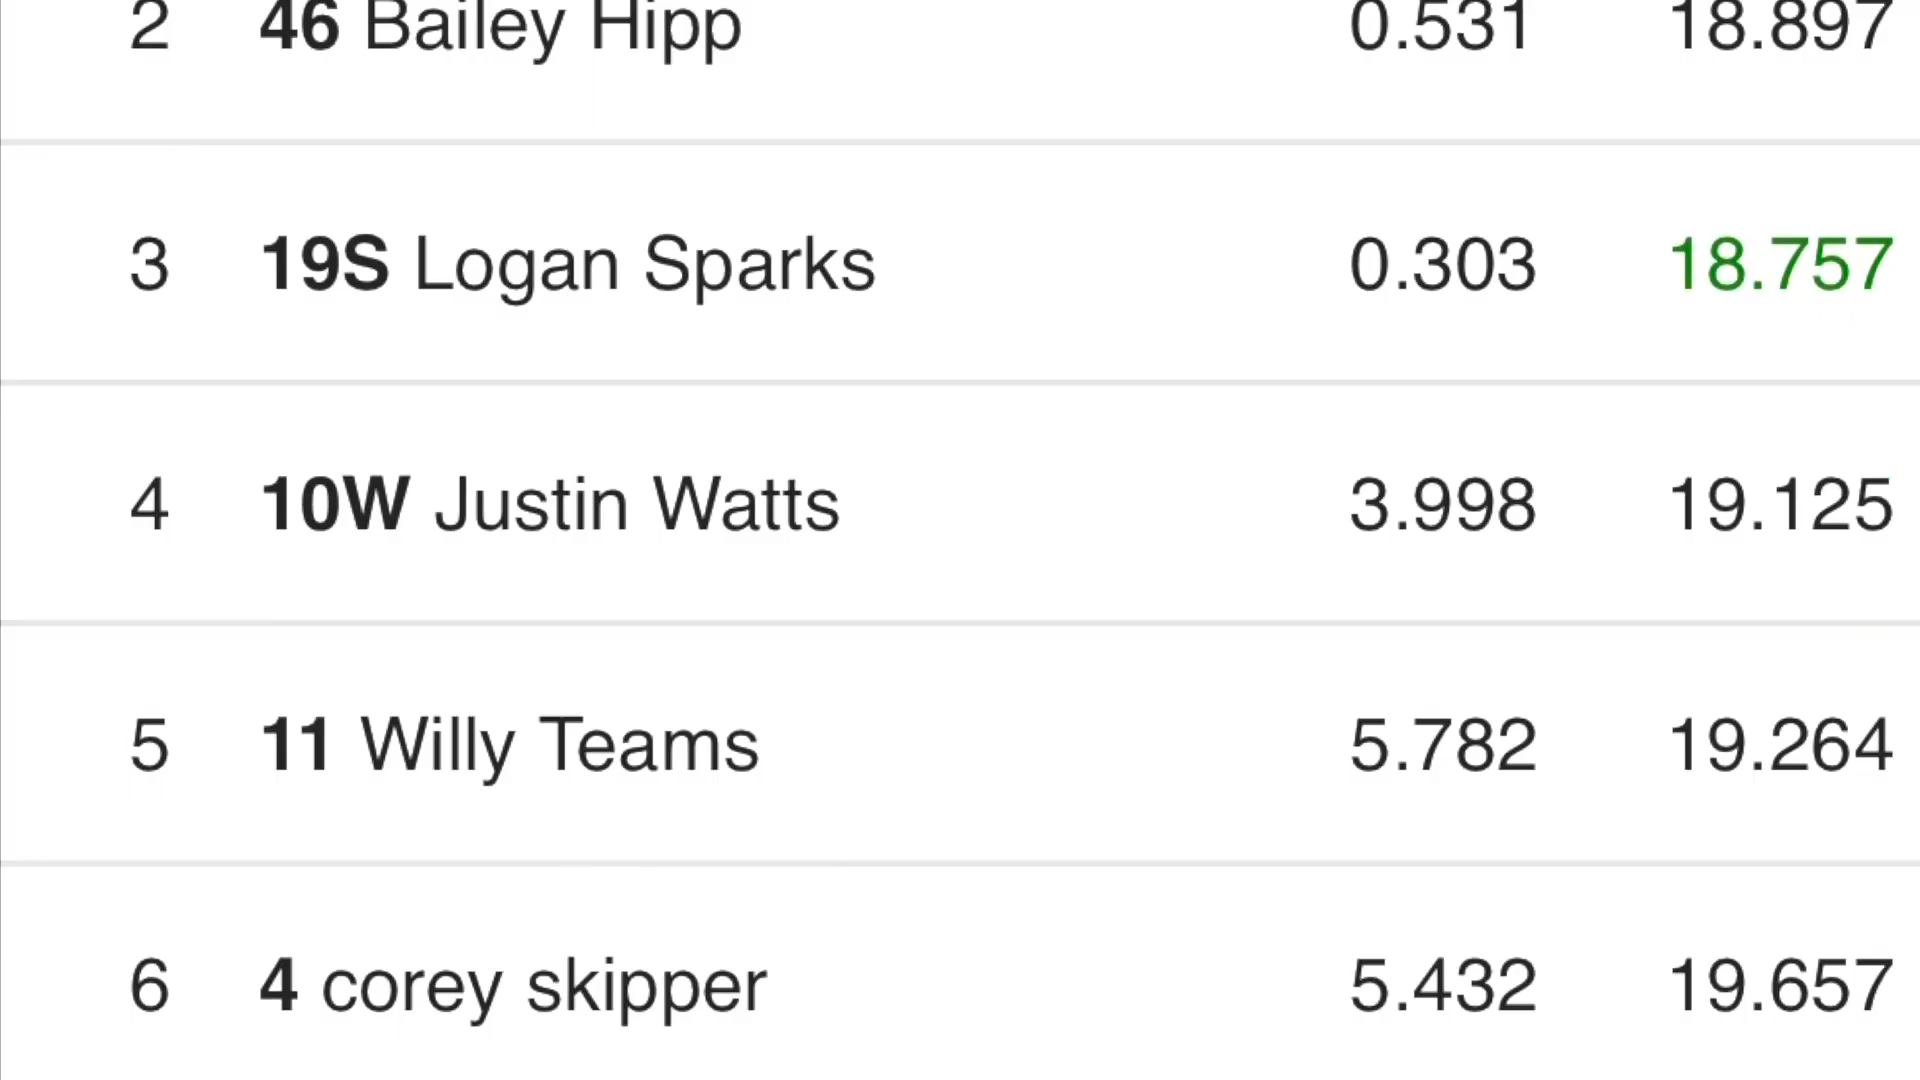 2 46 Bailey Hipp 0.531 18.897
3 19S Logan Sparks 0.303 18.757
4 10W Justin Watts 3.998 19.125
5 11 Willy Teams 5.782 19.264
6 4 corey skipper 5.432 19.657